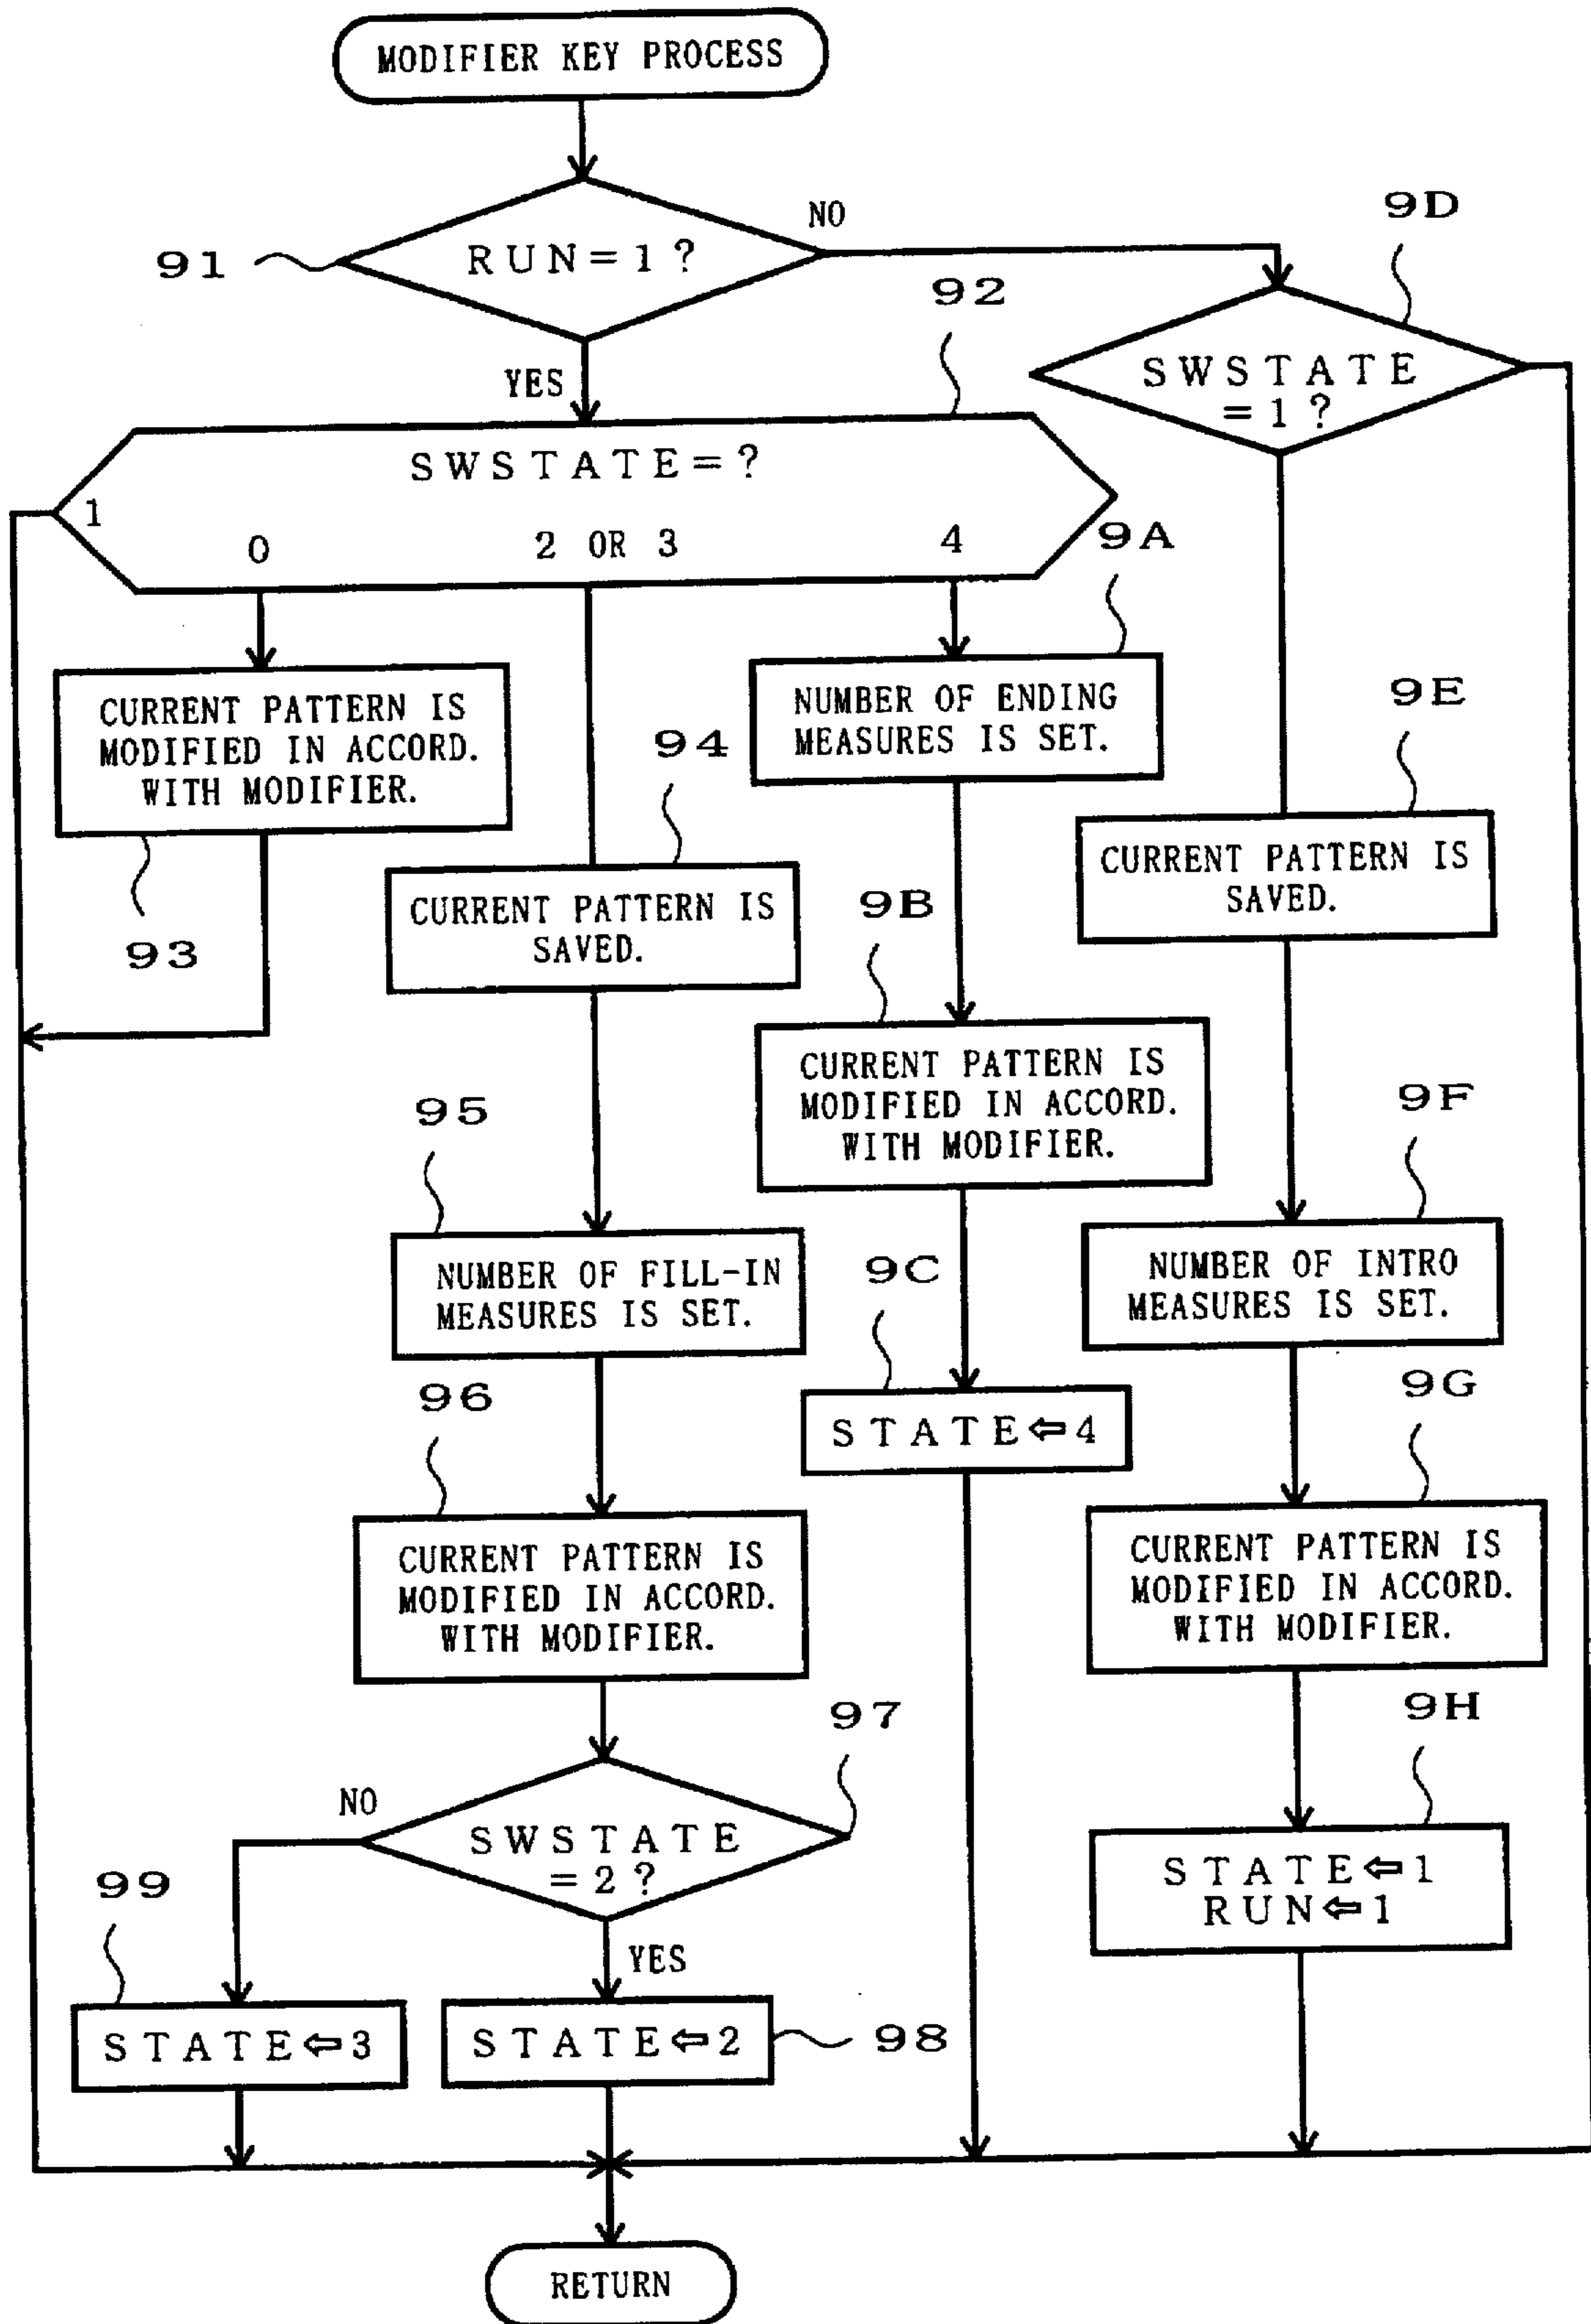 MODIFIER KEY PROCESS
91
RUN=1?
NO
YES
9D
SWSTATE
=1?
92
SWSTATE=?
1
0
2 OR 3
4
93
CURRENT PATTERN IS
MODIFIED IN ACCORD.
WITH MODIFIER.
94
CURRENT PATTERN IS
SAVED.
95
NUMBER OF FILL-IN
MEASURES IS SET.
96
CURRENT PATTERN IS
MODIFIED IN ACCORD.
WITH MODIFIER.
97
SWSTATE
=2?
NO
YES
99
STATE⇦3
STATE⇦2
98
9A
NUMBER OF ENDING
MEASURES IS SET.
9B
CURRENT PATTERN IS
MODIFIED IN ACCORD.
WITH MODIFIER.
9C
STATE⇦4
9E
CURRENT PATTERN IS
SAVED.
9F
NUMBER OF INTRO
MEASURES IS SET.
9G
CURRENT PATTERN IS
MODIFIED IN ACCORD.
WITH MODIFIER.
9H
STATE⇦1
RUN⇦1
RETURN